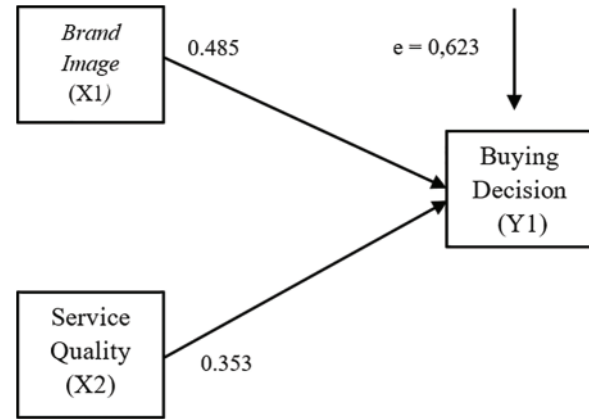 Brand
Image
(X1)
0.485
e = 0,623
Buying
Decision
(Y1)
Service
Quality
(X2)
0.353